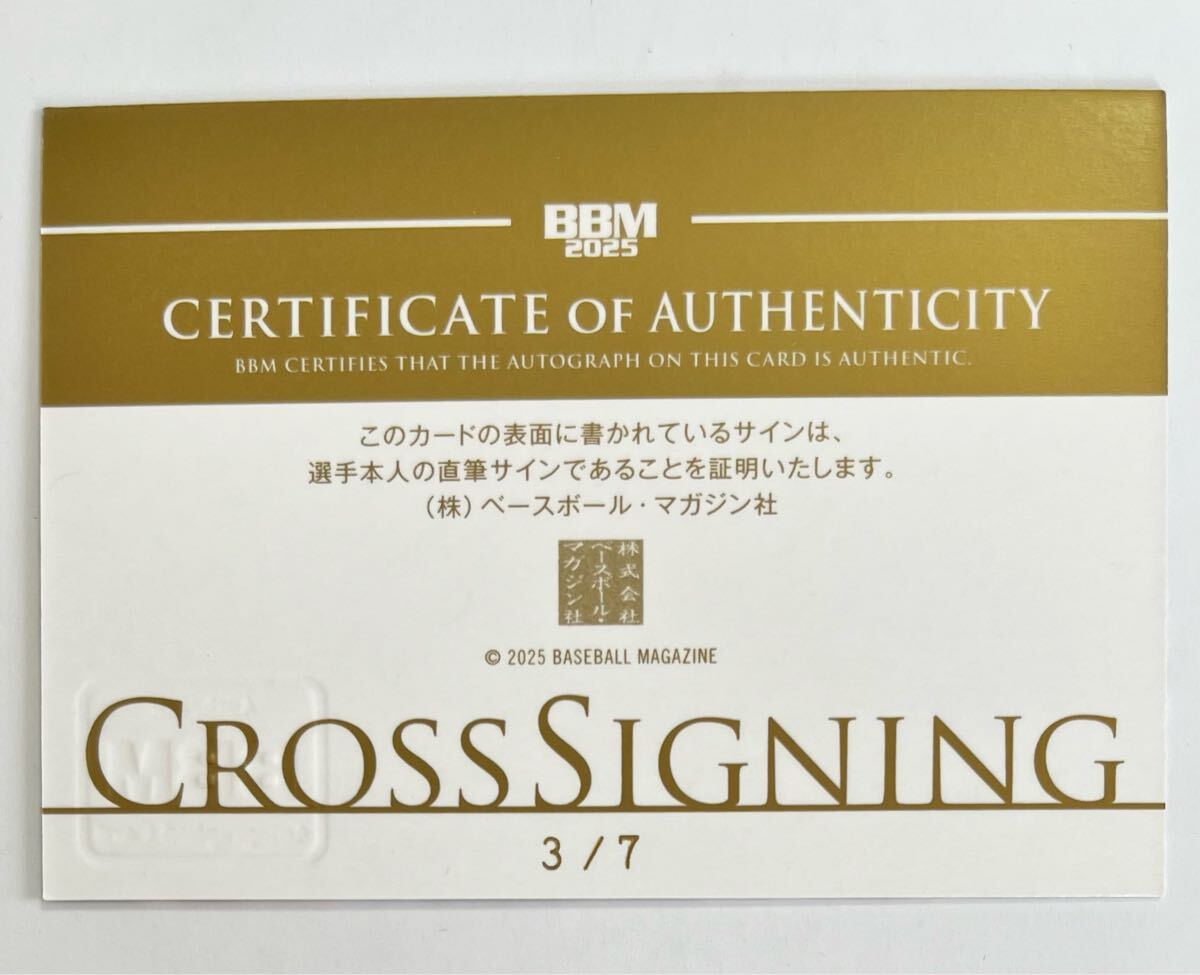 BBM
2025
CERTIFICATE OF AUTHENTICITY
BBM CERTIFIES THAT THE AUTOGRAPH ON THIS CARD IS AUTHENTIC.
このカードの表面に書かれているサインは、
選手本人の直筆サインであることを証明いたします。
（株）ベースボール・マガジン社
株式会社
ベースボール・
マガジン社
© 2025 BASEBALL MAGAZINE
CROSSSIGNING
3 / 7